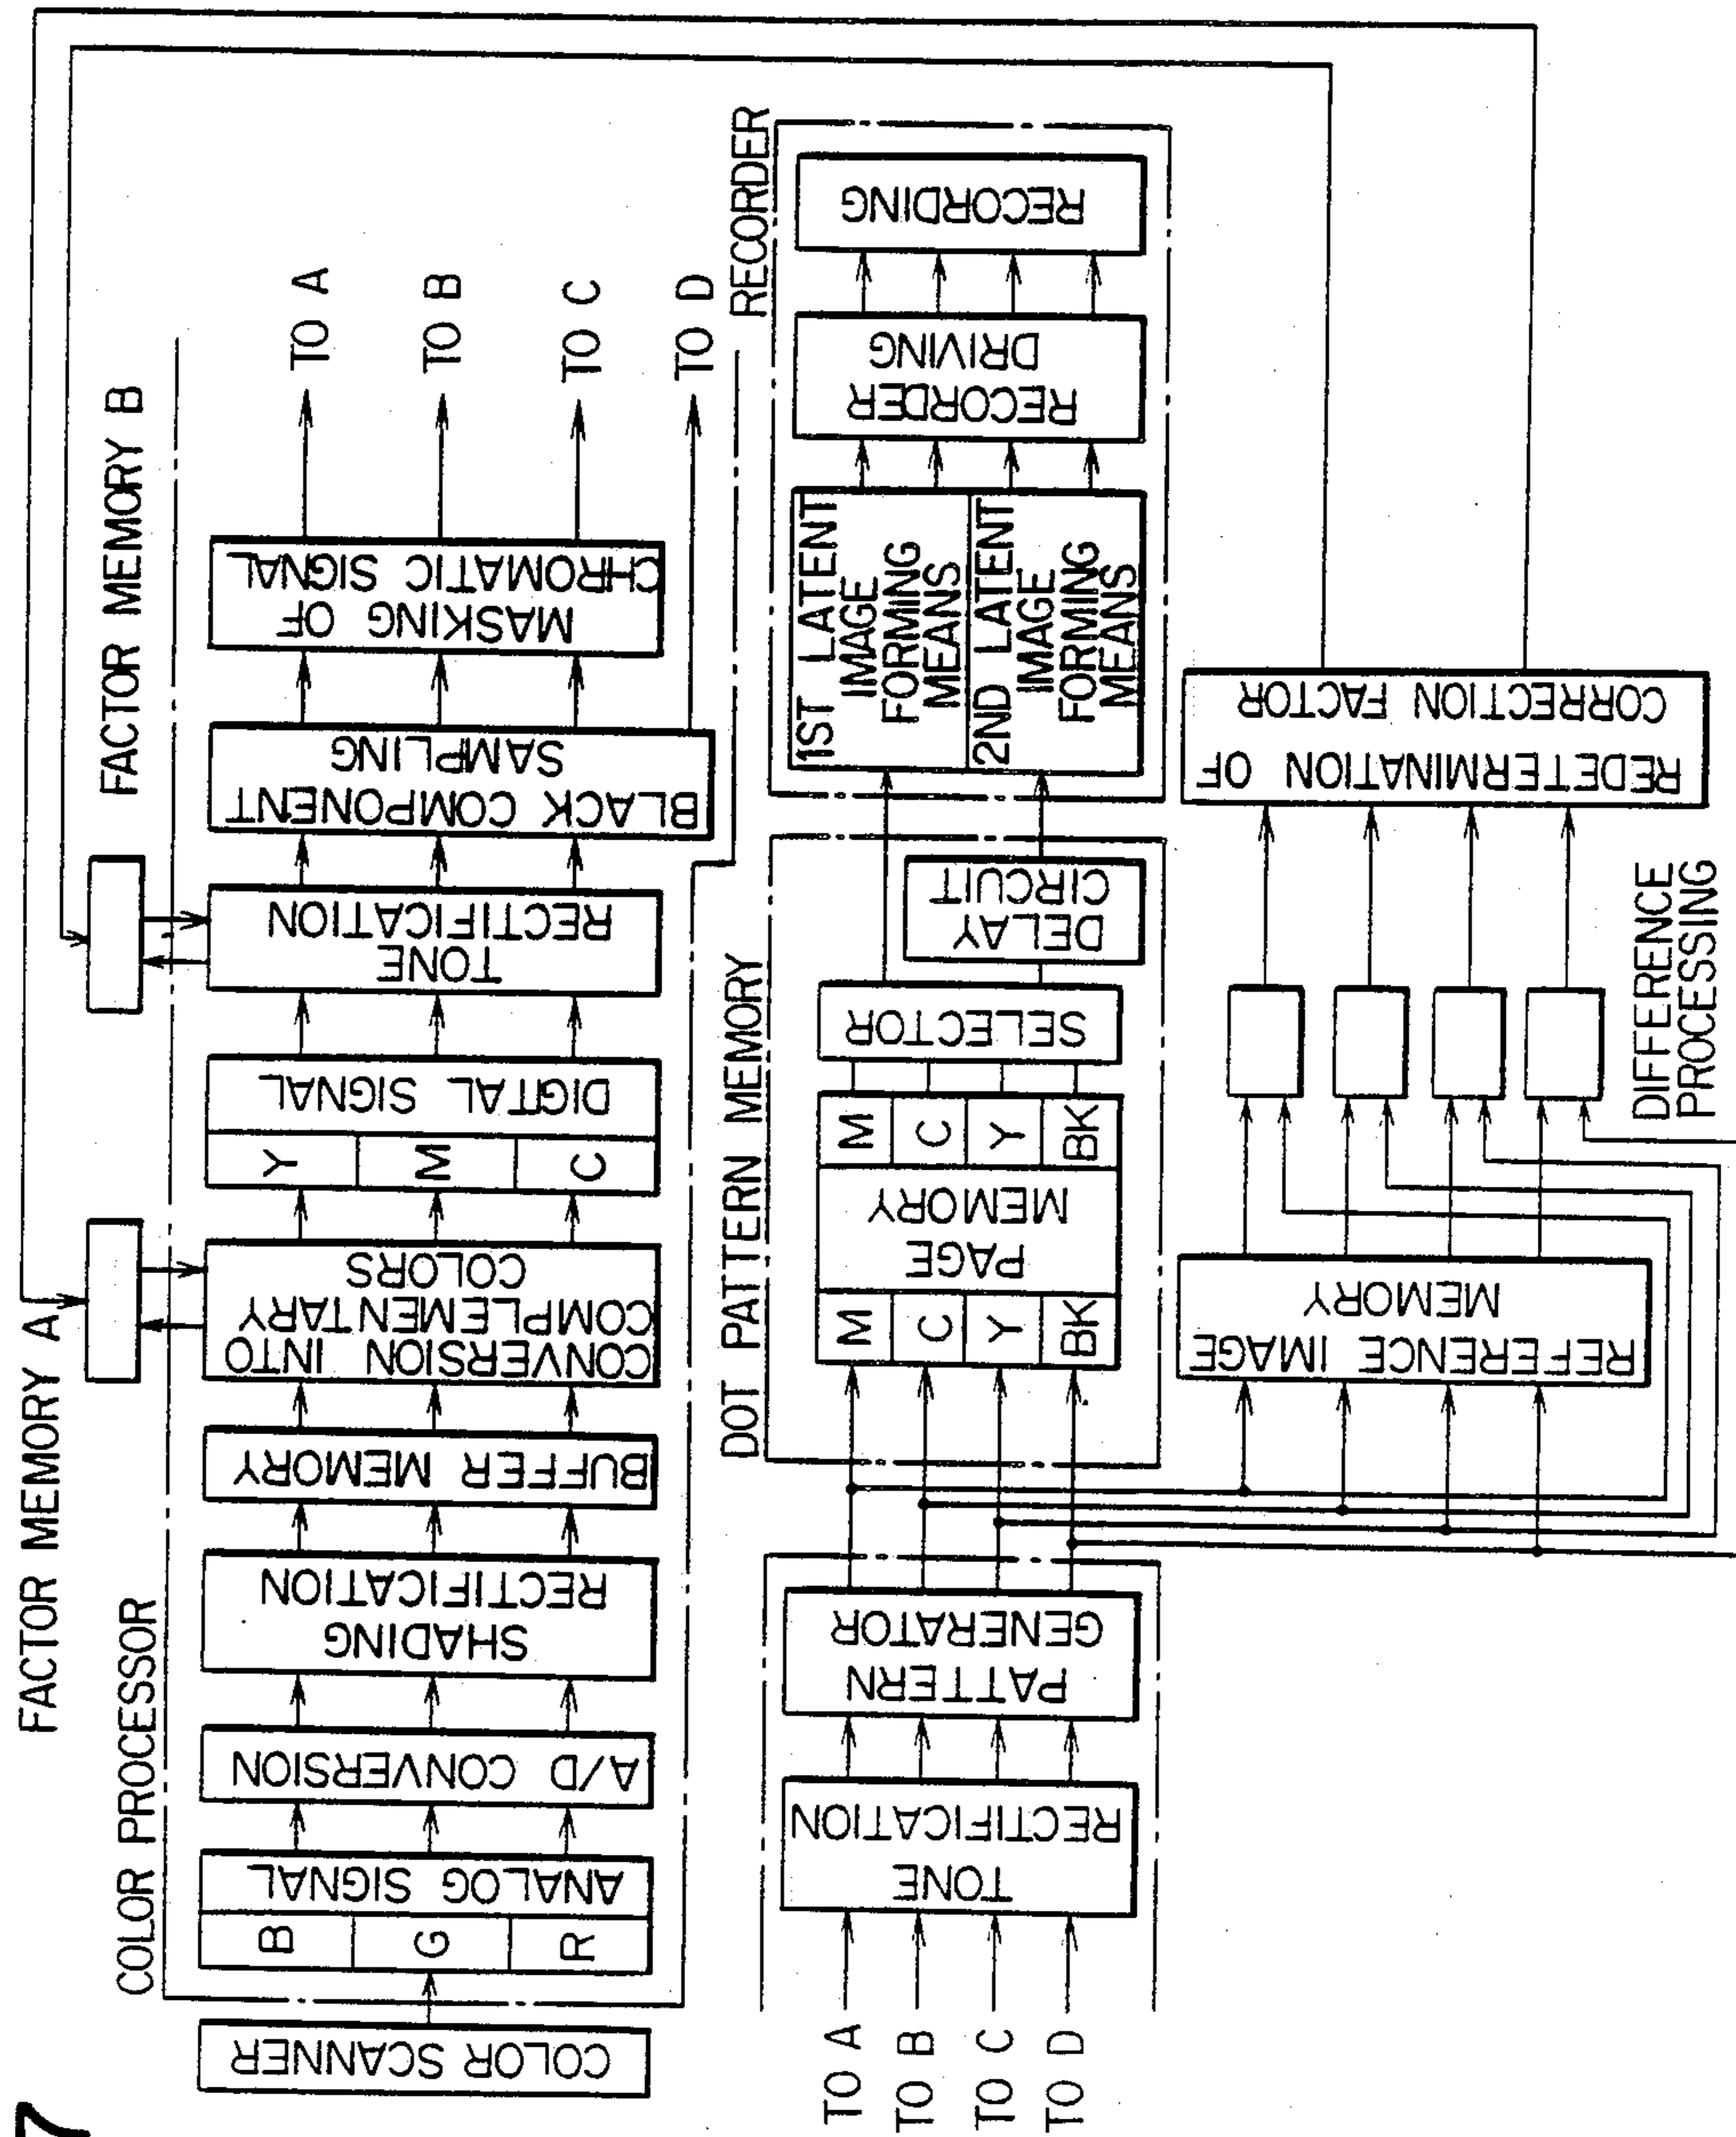 7
FACTOR MEMORY A
FACTOR MEMORY B
COLOR PROCESSOR
COLOR SCANNER
B
G
R
ANALOG SIGNAL
A/D CONVERSION
SHADING
RECTIFICATION
BUFFER MEMORY
CONVERSION INTO
COMPLEMENTARY
COLORS
Y
M
C
DIGITAL SIGNAL
TONE
RECTIFICATION
BLACK COMPONENT
SAMPLING
MASKING OF
CHROMATIC SIGNAL
TO A
TO B
TO C
TO D
TO A
TO B
TO C
TO D
TONE
RECTIFICATION
PATTERN
GENERATOR
DOT PATTERN MEMORY
M
C
Y
BK
PAGE
MEMORY
M
C
Y
BK
SELECTOR
DELAY
CIRCUIT
RECORDER
1ST LATENT
IMAGE
FORMING
MEANS
2ND LATENT
IMAGE
FORMING
MEANS
RECORDER
DRIVING
RECORDING
REFERENCE IMAGE
MEMORY
DIFFERENCE
PROCESSING
REDETERMINATION OF
CORRECTION FACTOR